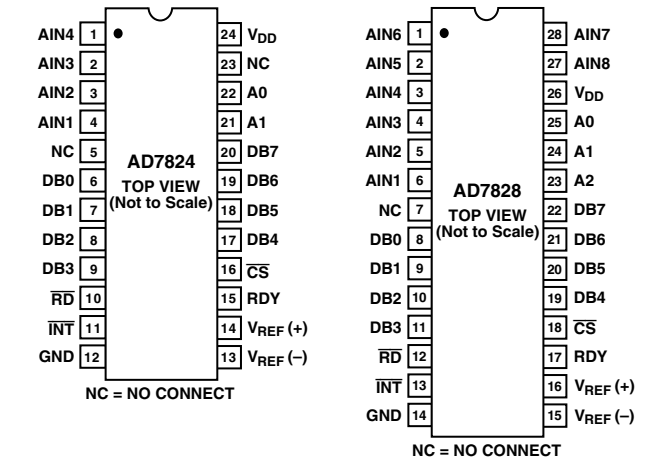 AIN4 1 24 VDD
AIN3 2 23 NC
AIN2 3 22 A0
AIN1 4 21 A1
NC 5 20 DB7
DB0 6 19 DB6
DB1 7 18 DB5
DB2 8 17 DB4
DB3 9 16 C̅S̅
R̅D̅ 10 15 RDY
I̅N̅T̅ 11 14 VREF (+)
GND 12 13 VREF (–)
AD7824
TOP VIEW
(Not to Scale)
NC = NO CONNECT
AIN6 1 28 AIN7
AIN5 2 27 AIN8
AIN4 3 26 VDD
AIN3 4 25 A0
AIN2 5 24 A1
AIN1 6 23 A2
NC 7 22 DB7
DB0 8 21 DB6
DB1 9 20 DB5
DB2 10 19 DB4
DB3 11 18 C̅S̅
R̅D̅ 12 17 RDY
I̅N̅T̅ 13 16 VREF (+)
GND 14 15 VREF (–)
AD7828
TOP VIEW
(Not to Scale)
NC = NO CONNECT